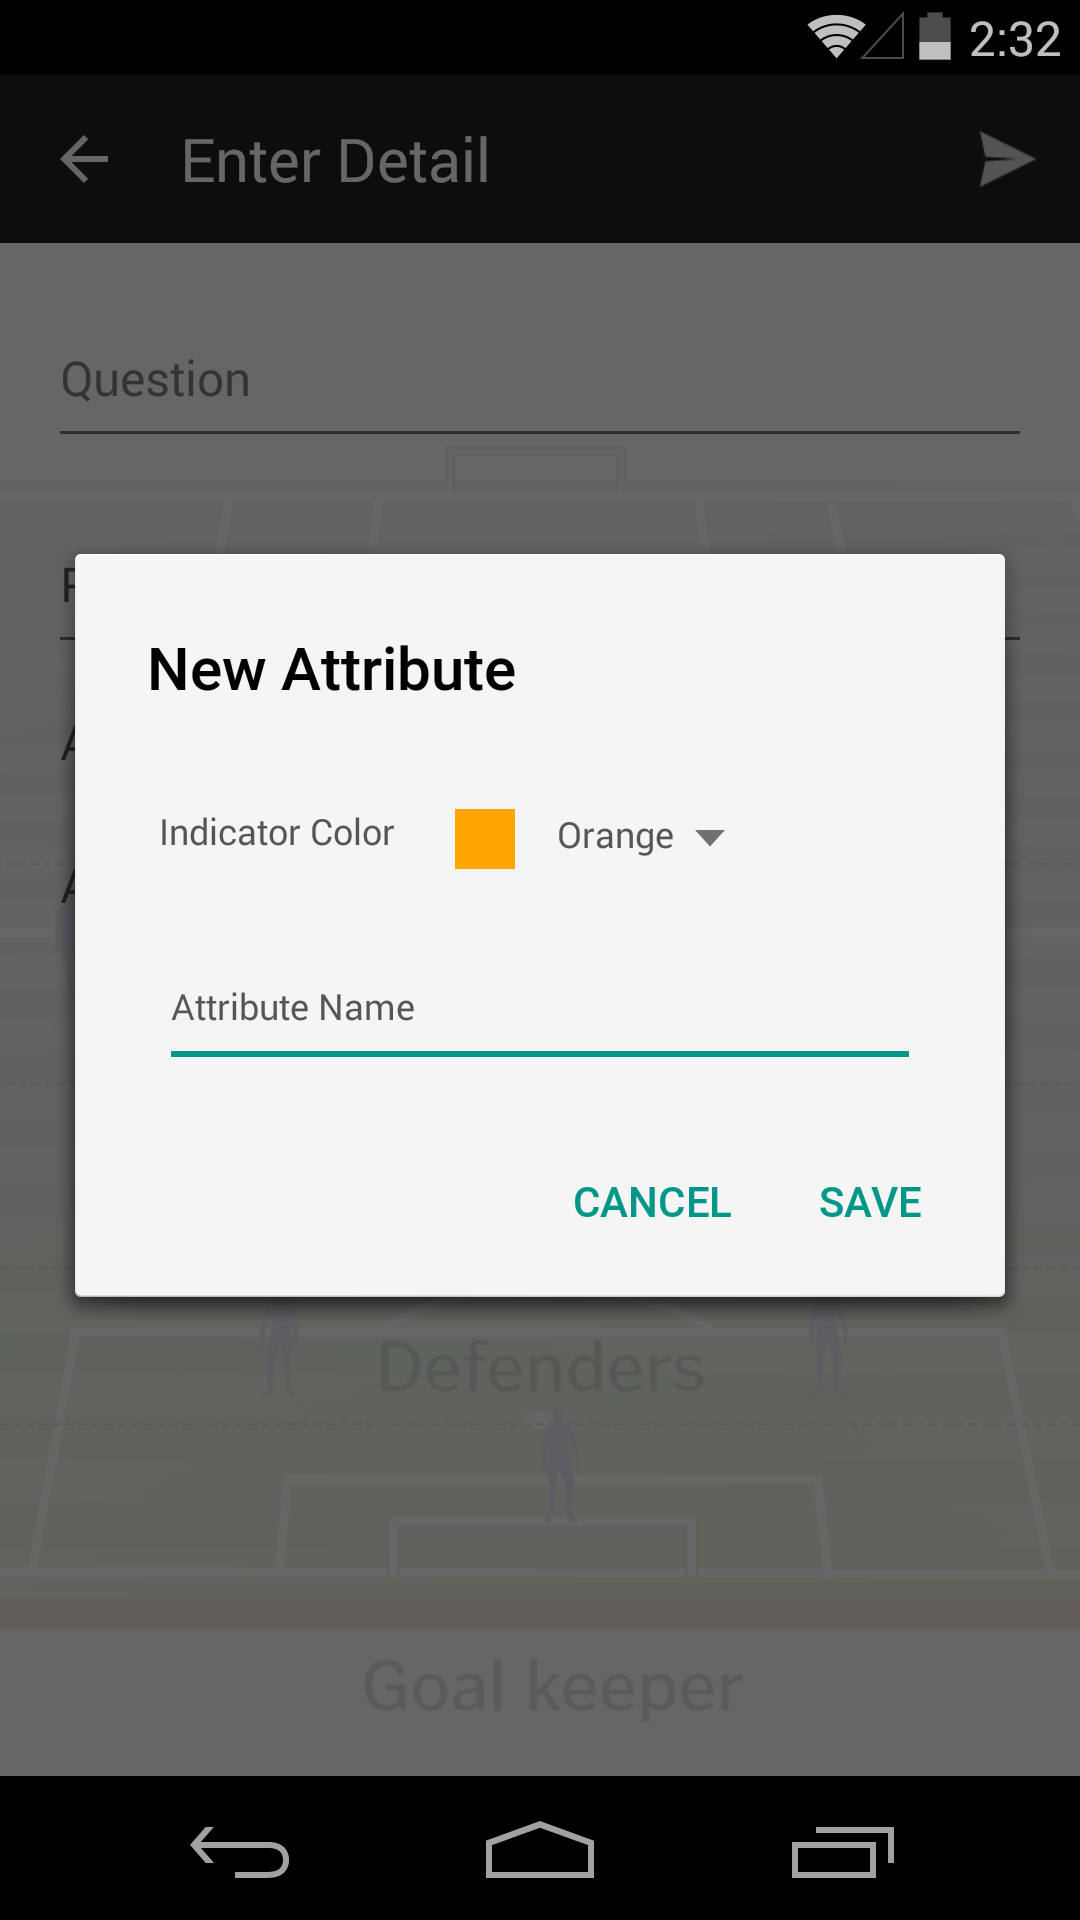 2:32
Enter Detail
Question
New Attribute
Indicator Color
Orange
Attribute Name
CANCEL
SAVE
Defenders
Goal keeper